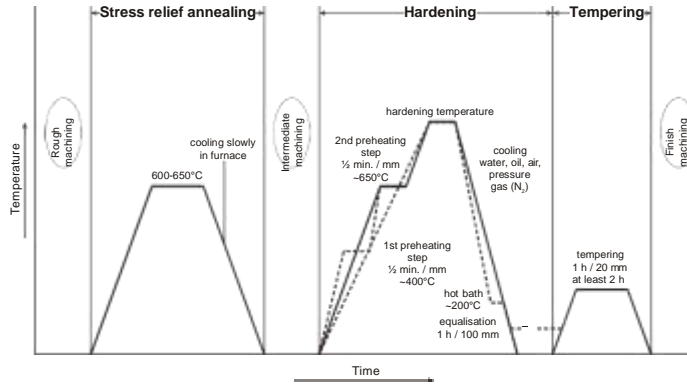 Stress relief annealing
Hardening
Tempering
Temperature
Rough
machining
600-650°C
cooling slowly
in furnace
Intermediate
machining
hardening temperature
2nd preheating
step
½ min. / mm
~650°C
1st preheating
step
½ min. / mm
~400°C
cooling
water, oil, air,
pressure
gas (N₂)
hot bath
~200°C
equalisation
1 h / 100 mm
tempering
1 h / 20 mm
at least 2 h
Finish
machining
Time